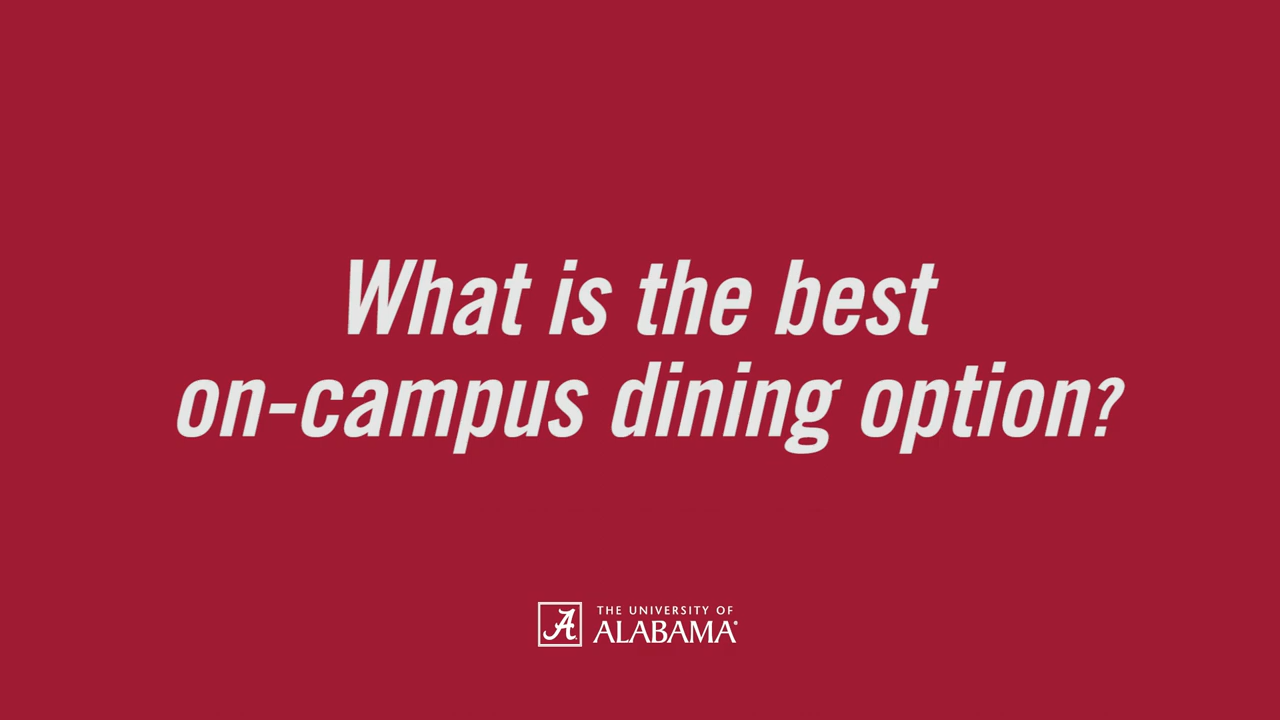 What is the best
on-campus dining option?
A THE UNIVERSITY OF
ALABAMA®